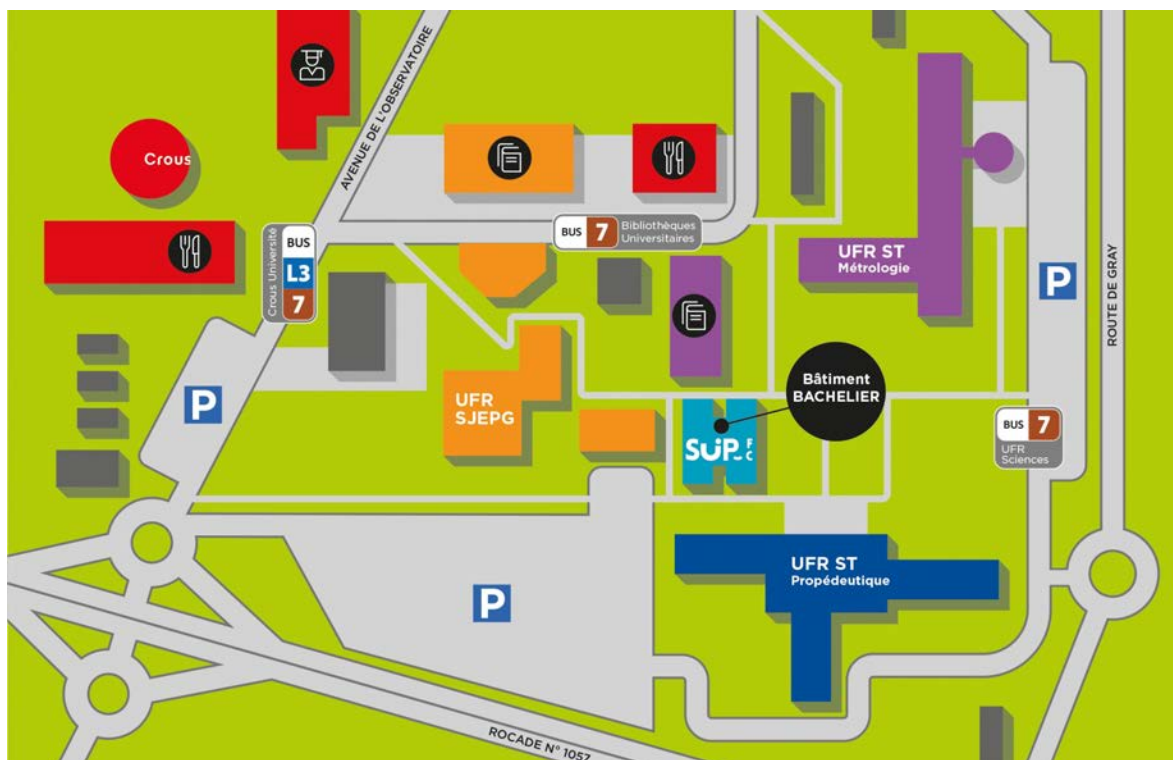 AVENUE DE L'OBSERVATOIRE
Crous
BUS 7 Bibliothèques
Universitaires
Crous Université
BUS
L3
7
UFR ST
Métrologie
P
ROUTE DE GRAY
Bâtiment
BACHELIER
P
UFR
SJEPG
SUP- F
C
BUS 7
UFR
Sciences
UFR ST
Propédeutique
P
ROCADE N° 1057